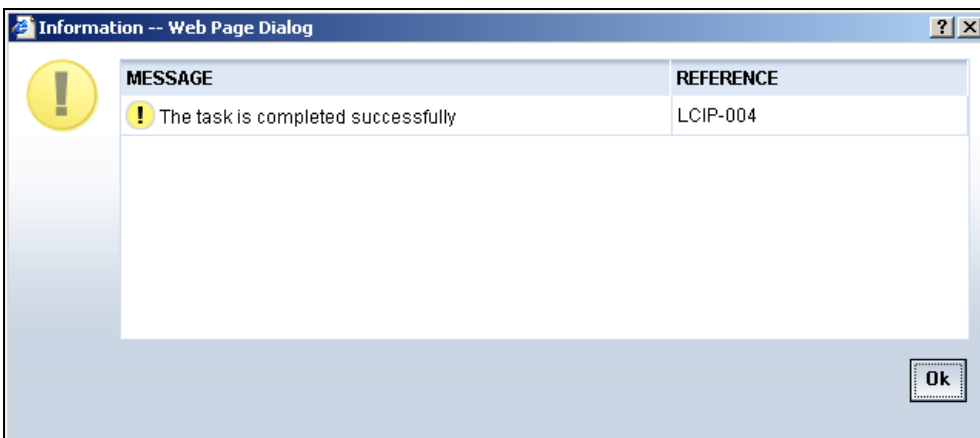 Information -- Web Page Dialog
MESSAGE REFERENCE
The task is completed successfully LCIP-004
Ok